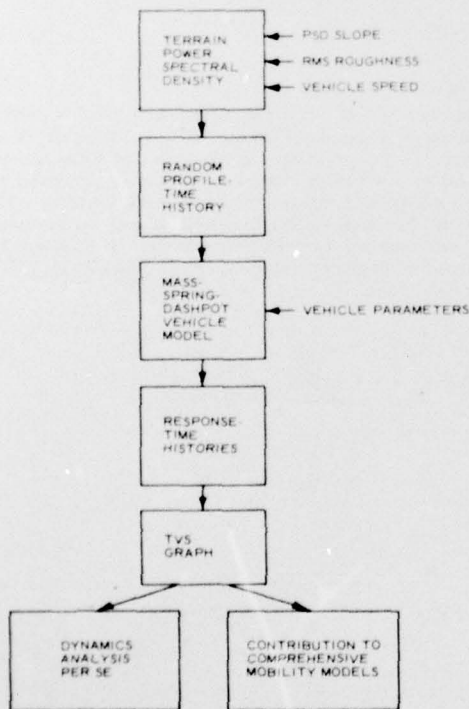 TERRAIN
POWER
SPECTRAL
DENSITY
PSD SLOPE
RMS ROUGHNESS
VEHICLE SPEED
RANDOM
PROFILE-
TIME
HISTORY
MASS-
SPRING-
DASHPOT
VEHICLE
MODEL
VEHICLE PARAMETERS
RESPONSE-
TIME
HISTORIES
TVS
GRAPH
DYNAMICS
ANALYSIS
PER SE
CONTRIBUTION TO
COMPREHENSIVE
MOBILITY MODELS